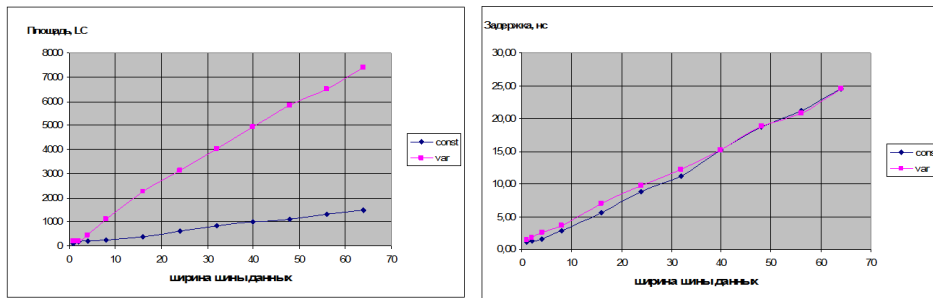 Площадь, LC
8000
7000
6000
5000
4000
3000
2000
1000
0
0 10 20 30 40 50 60 70
ширина шины данных
const
var
Задержка, нс
30,00
25,00
20,00
15,00
10,00
5,00
0,00
0 10 20 30 40 50 60 70
ширина шины данных
const
var